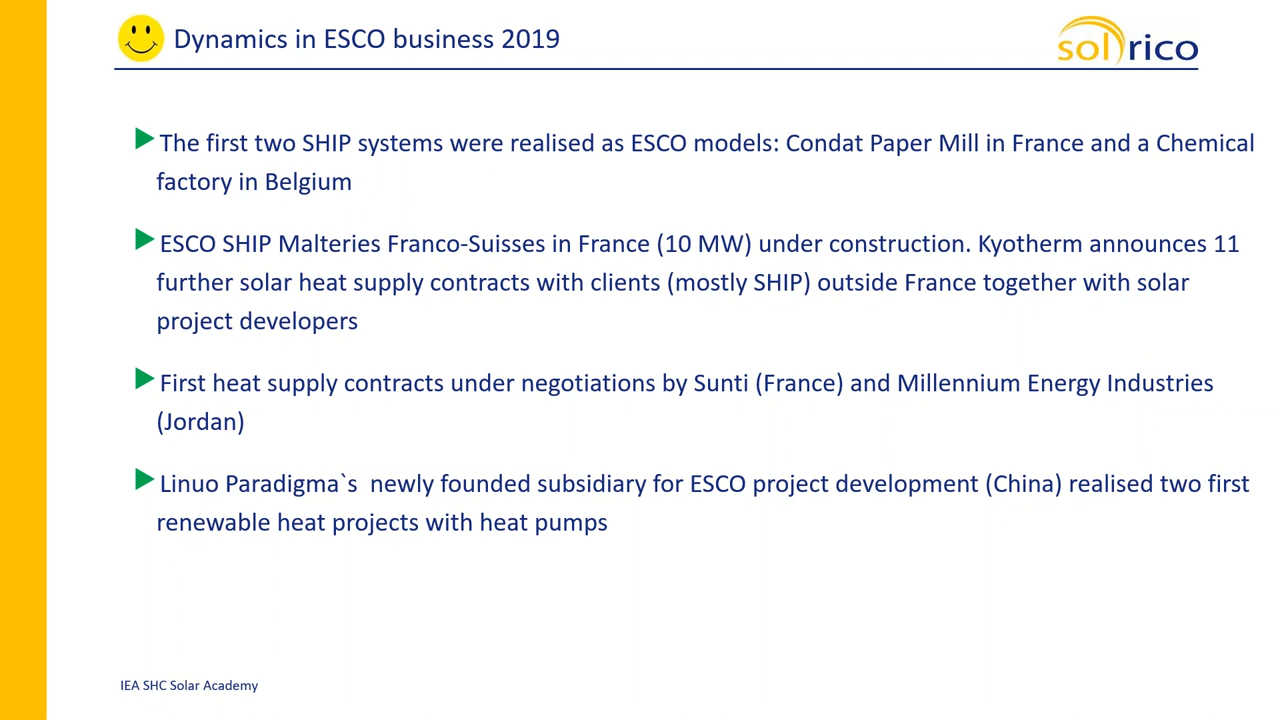 Dynamics in ESCO business 2019
solrico
The first two SHIP systems were realised as ESCO models: Condat Paper Mill in France and a Chemical
factory in Belgium
ESCO SHIP Malteries Franco-Suisses in France (10 MW) under construction. Kyotherm announces 11
further solar heat supply contracts with clients (mostly SHIP) outside France together with solar
project developers
First heat supply contracts under negotiations by Sunti (France) and Millennium Energy Industries
(Jordan)
Linuo Paradigma`s  newly founded subsidiary for ESCO project development (China) realised two first
renewable heat projects with heat pumps
IEA SHC Solar Academy